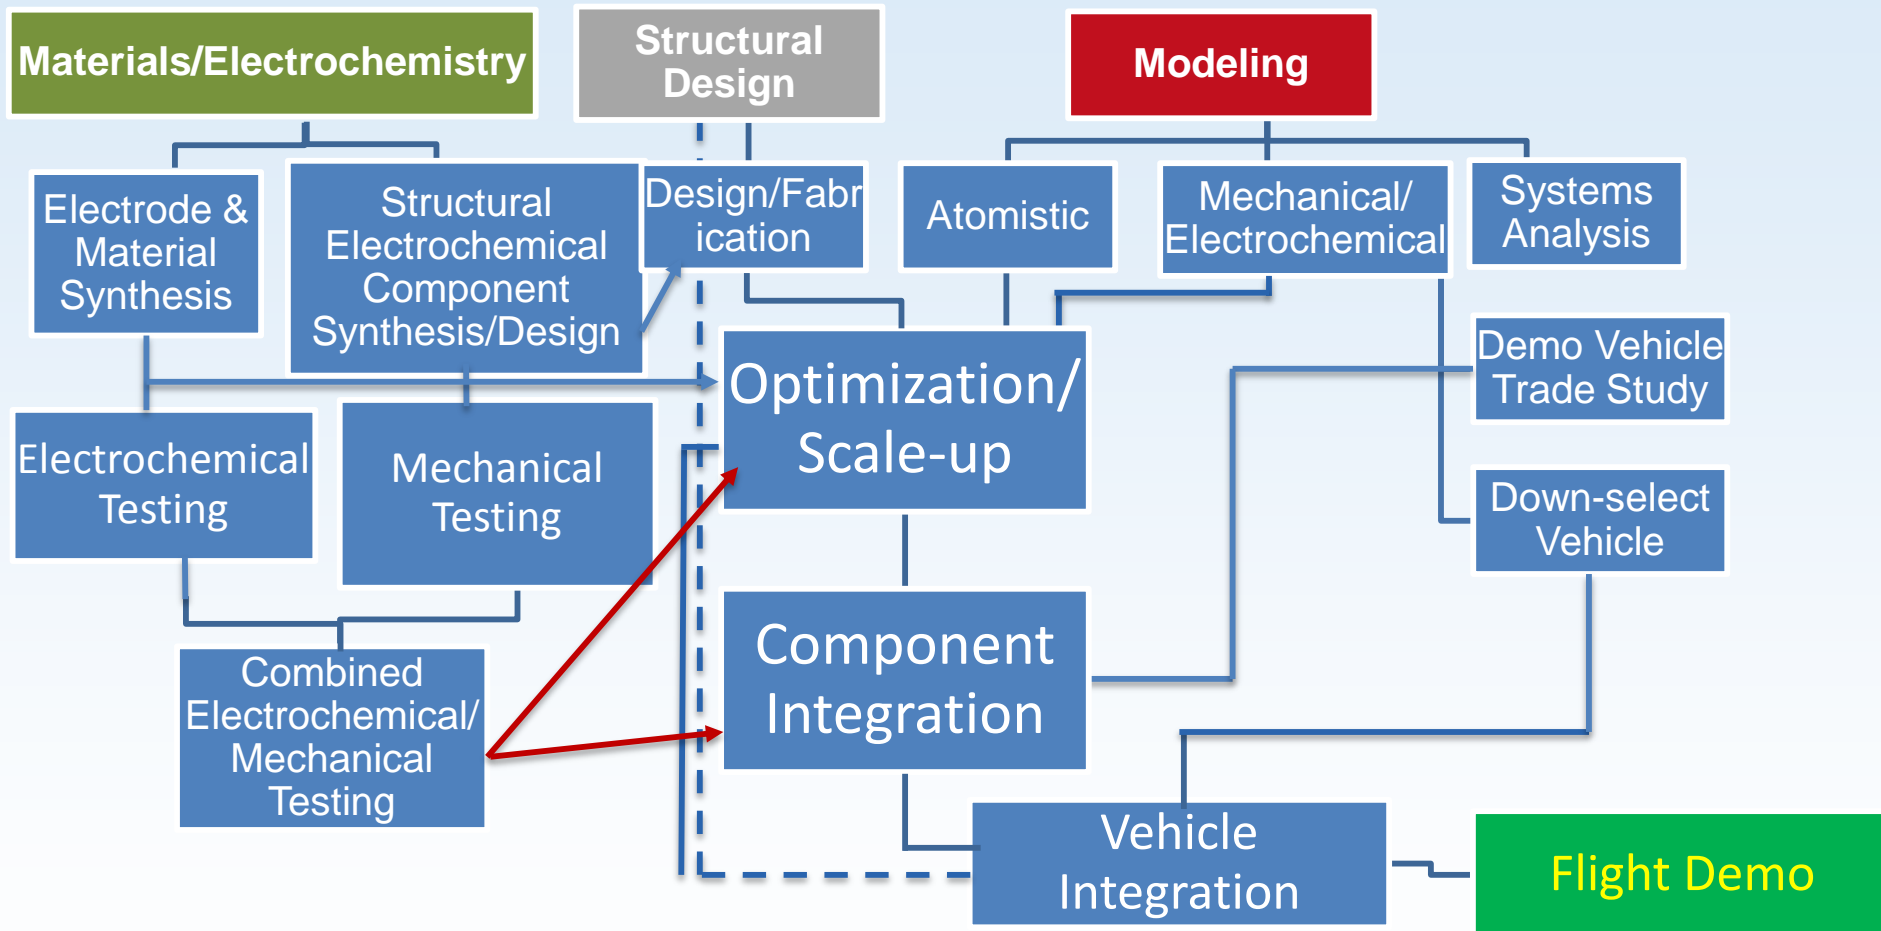 Materials/Electrochemistry
Structural
Design
Modeling
Electrode &
Material
Synthesis
Structural
Electrochemical
Component
Synthesis/Design
Design/Fabr
ication
Atomistic
Mechanical/
Electrochemical
Systems
Analysis
Demo Vehicle
Trade Study
Optimization/
Scale-up
Electrochemical
Testing
Mechanical
Testing
Down-select
Vehicle
Component
Integration
Combined
Electrochemical/
Mechanical
Testing
Vehicle
Integration
Flight Demo